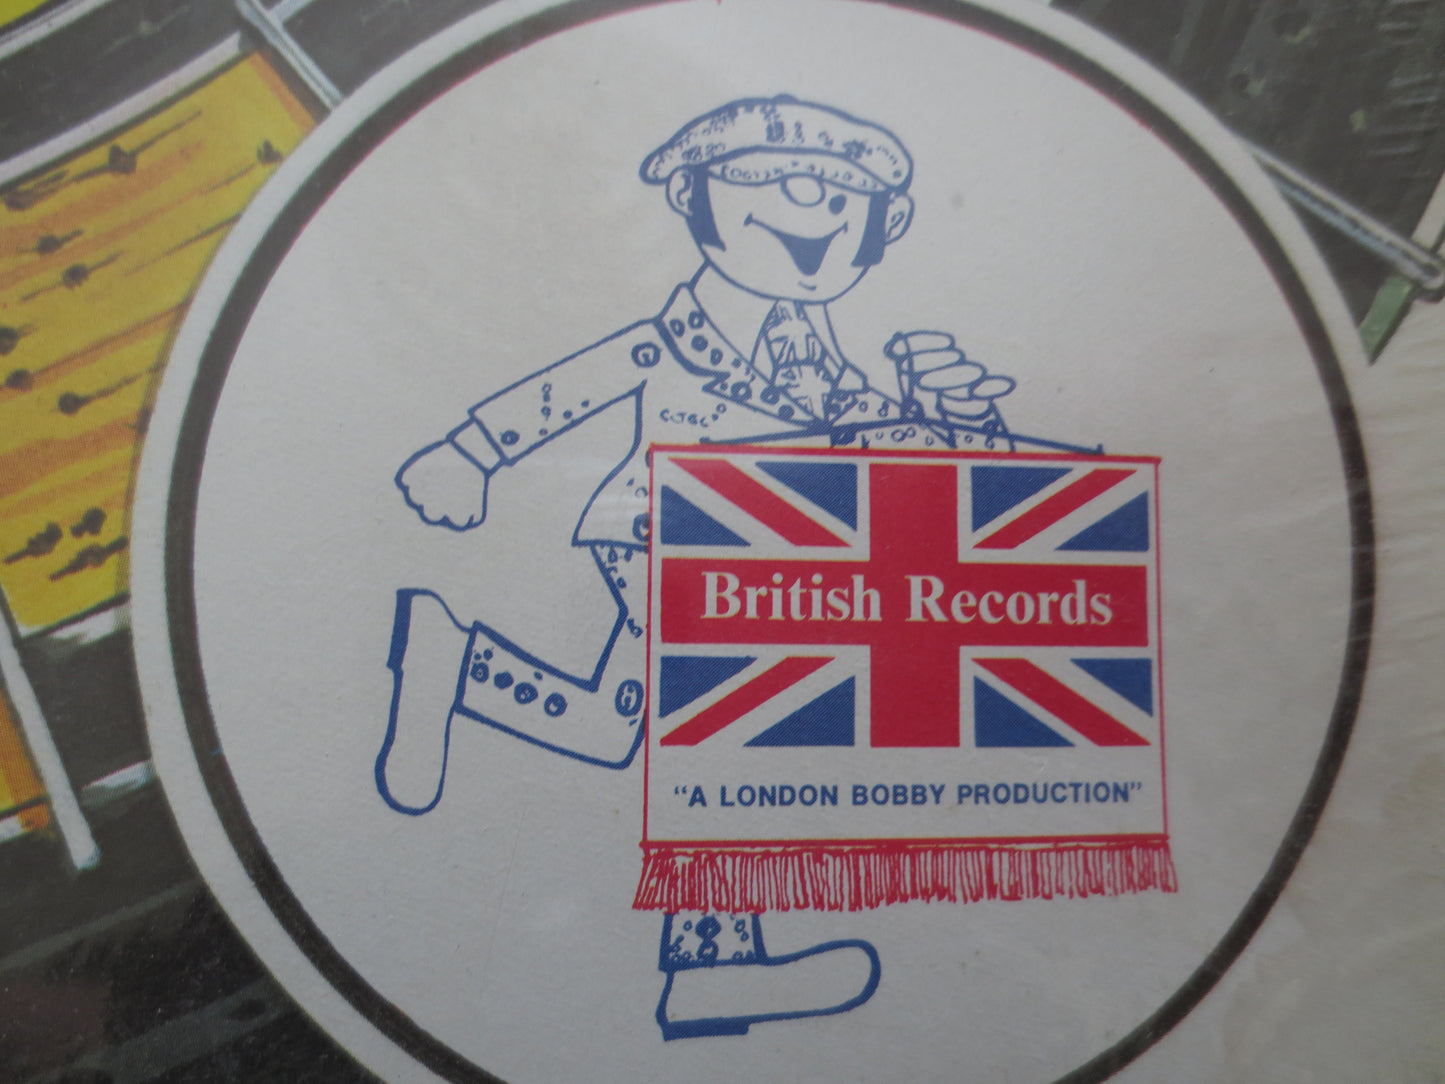 British Records
"A LONDON BOBBY PRODUCTION"